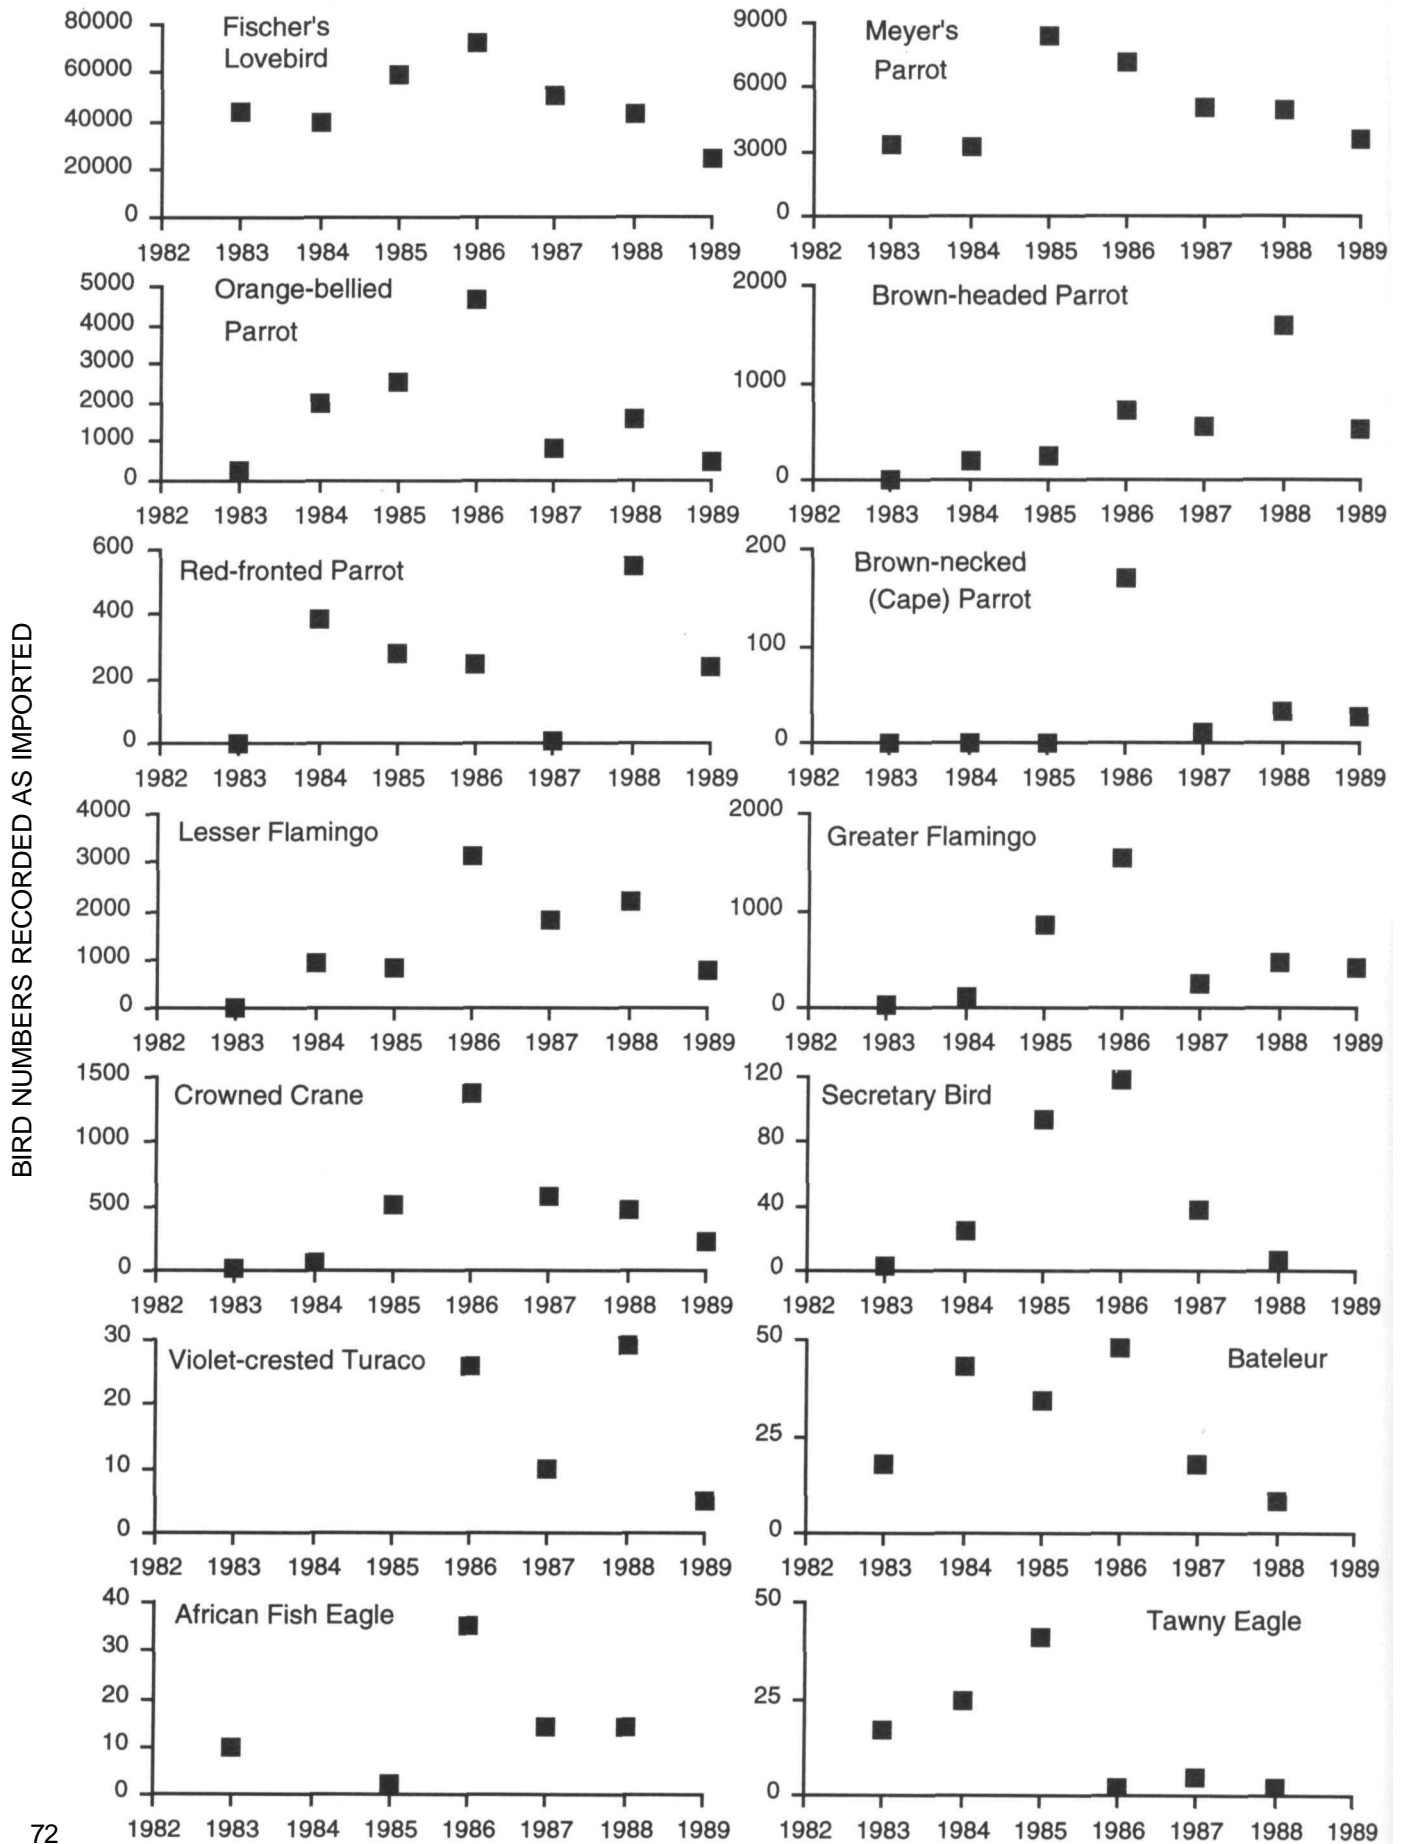 BIRD NUMBERS RECORDED AS IMPORTED
Fischer's
Lovebird
80000
60000
40000
20000
0
1982 1983 1984 1985 1986 1987 1988 1989
Meyer's
Parrot
9000
6000
3000
0
1982 1983 1984 1985 1986 1987 1988 1989
Orange-bellied
Parrot
5000
4000
3000
2000
1000
0
1982 1983 1984 1985 1986 1987 1988 1989
Brown-headed Parrot
2000
1000
0
1982 1983 1984 1985 1986 1987 1988 1989
Red-fronted Parrot
600
400
200
0
1982 1983 1984 1985 1986 1987 1988 1989
Brown-necked
(Cape) Parrot
200
100
0
1982 1983 1984 1985 1986 1987 1988 1989
Lesser Flamingo
4000
3000
2000
1000
0
1982 1983 1984 1985 1986 1987 1988 1989
Greater Flamingo
2000
1000
0
1982 1983 1984 1985 1986 1987 1988 1989
Crowned Crane
1500
1000
500
0
1982 1983 1984 1985 1986 1987 1988 1989
Secretary Bird
120
80
40
0
1982 1983 1984 1985 1986 1987 1988 1989
Violet-crested Turaco
30
20
10
0
1982 1983 1984 1985 1986 1987 1988 1989
Bateleur
50
25
0
1982 1983 1984 1985 1986 1987 1988 1989
African Fish Eagle
40
30
20
10
0
1982 1983 1984 1985 1986 1987 1988 1989
Tawny Eagle
50
25
0
1982 1983 1984 1985 1986 1987 1988 1989
72